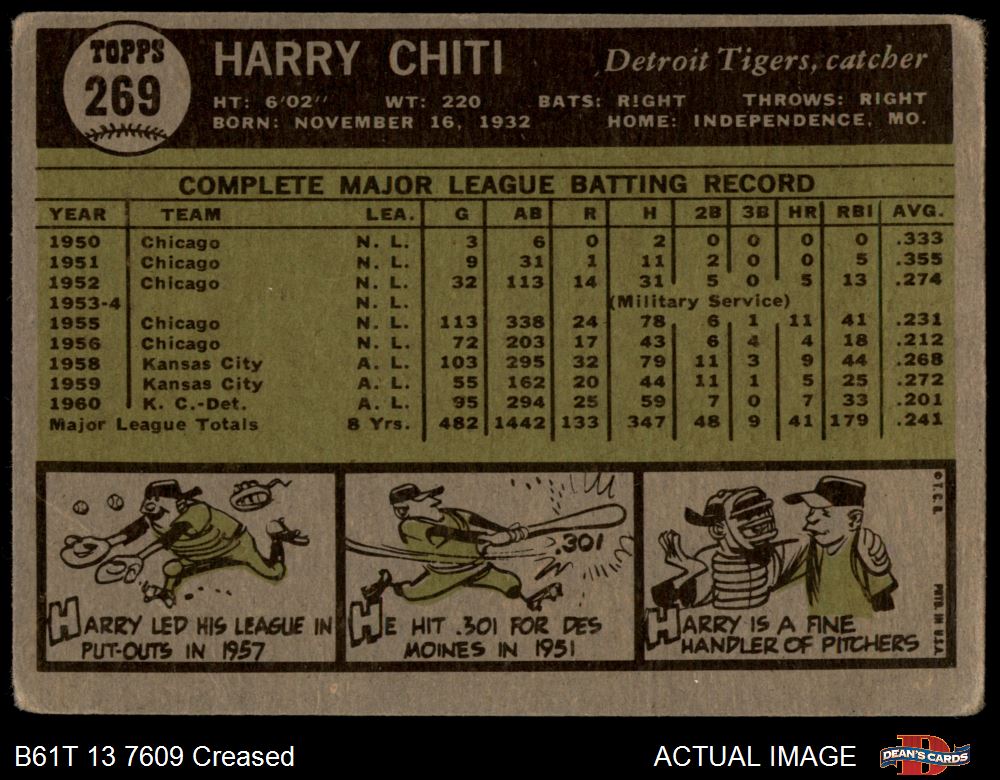 TOPPS
269
HARRY CHITI
Detroit Tigers, catcher
HT: 6'02" WT: 220 BATS: RIGHT THROWS: RIGHT
BORN: NOVEMBER 16, 1932 HOME: INDEPENDENCE, MO.
COMPLETE MAJOR LEAGUE BATTING RECORD
YEAR TEAM LEA. G AB R H 2B 3B HR RBI AVG.
1950 Chicago N. L. 3 6 0 2 0 0 0 0 .333
1951 Chicago N. L. 9 31 1 11 2 0 0 5 .355
1952 Chicago N. L. 32 113 14 31 5 0 5 13 .274
1953-4 N. L. (Military Service)
1955 Chicago N. L. 113 338 24 78 6 1 11 41 .231
1956 Chicago N. L. 72 203 17 43 6 4 4 18 .212
1958 Kansas City A. L. 103 295 32 79 11 3 9 44 .268
1959 Kansas City A. L. 55 162 20 44 11 1 5 25 .272
1960 K. C.-Det. A. L. 95 294 25 59 7 0 7 33 .201
Major League Totals 8 Yrs. 482 1442 133 347 48 9 41 179 .241
HARRY LED HIS LEAGUE IN
PUT-OUTS IN 1957
.301
HE HIT .301 FOR DES
MOINES IN 1951
HARRY IS A FINE
HANDLER OF PITCHERS
© T. C. G.
PRTD. IN U.S.A.
B61T 13 7609 Creased
ACTUAL IMAGE
DEAN'S CARDS